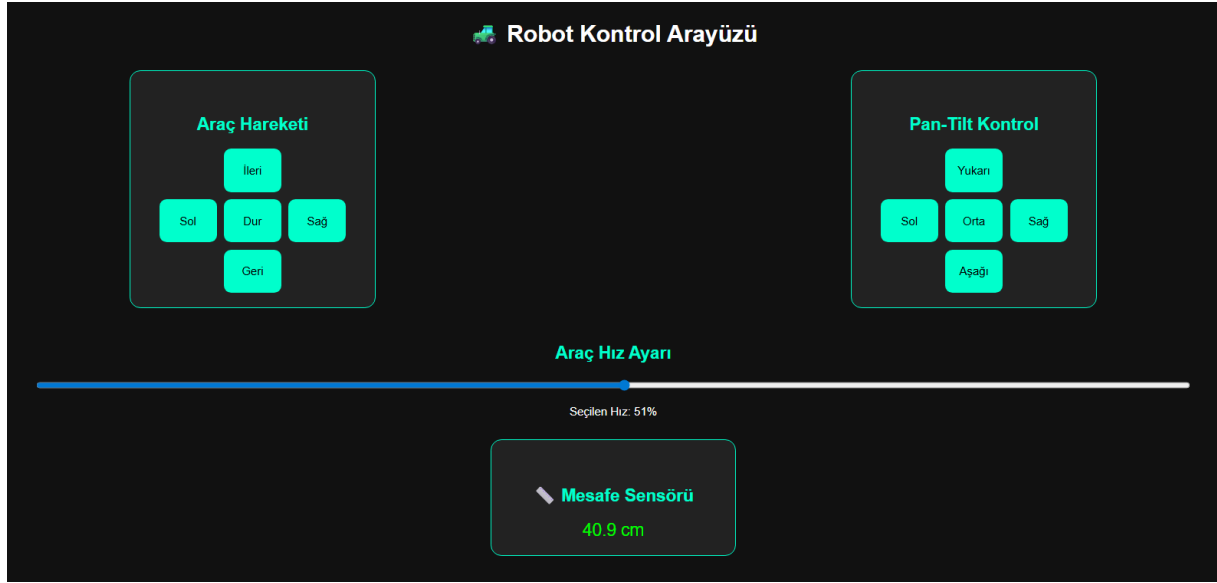 Robot Kontrol Arayüzü
Araç Hareketi
İleri
Sol Dur Sağ
Geri
Pan-Tilt Kontrol
Yukarı
Sol Orta Sağ
Aşağı
Araç Hız Ayarı
Seçilen Hız: 51%
Mesafe Sensörü
40.9 cm